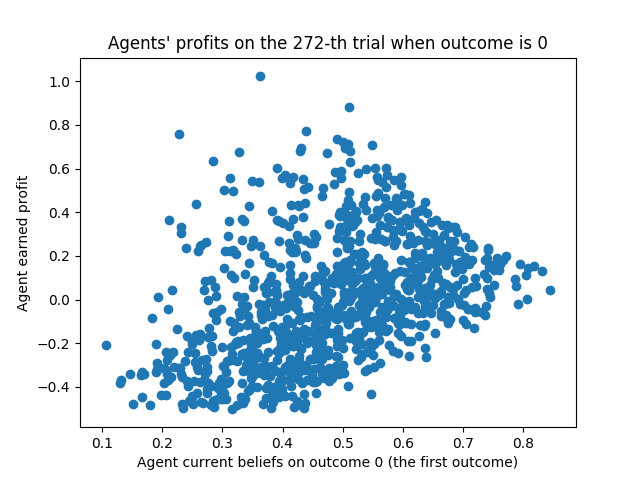 Agents' profits on the 272-th trial when outcome is 0
Agent earned profit
1.0
0.8
0.6
0.4
0.2
0.0
−0.2
−0.4
0.1 0.2 0.3 0.4 0.5 0.6 0.7 0.8
Agent current beliefs on outcome 0 (the first outcome)